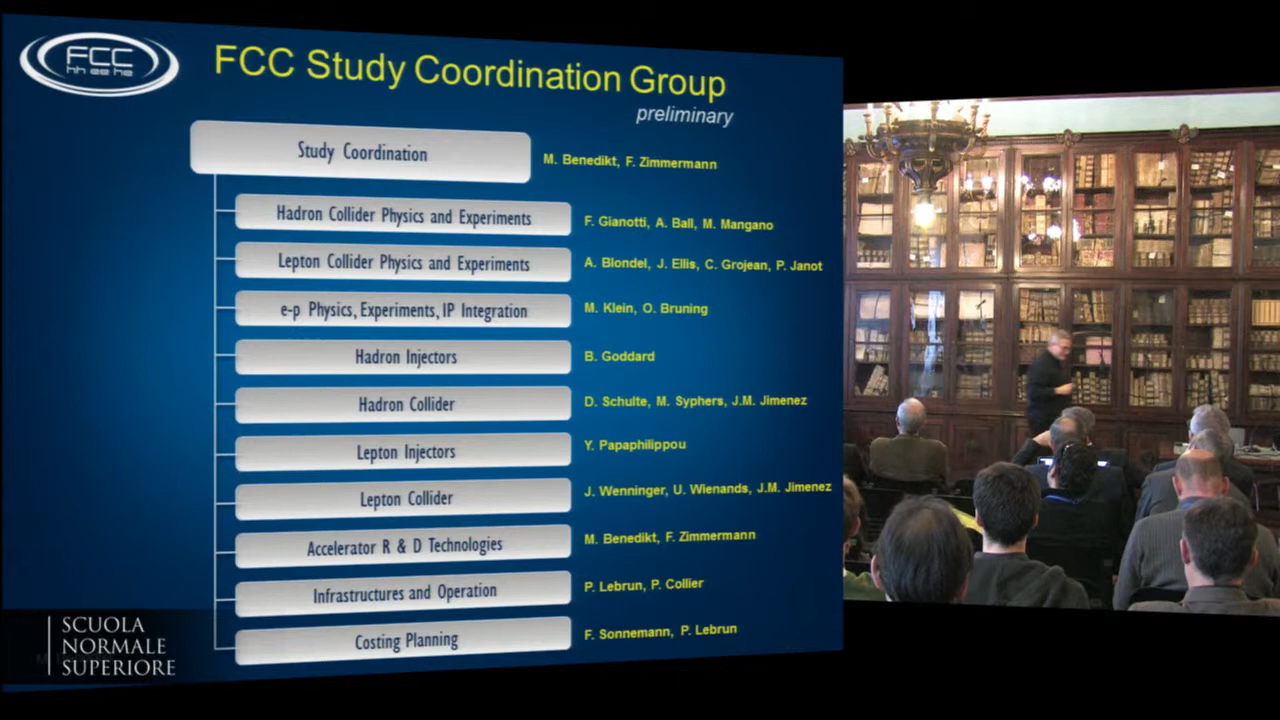 FCC
hh ee he
FCC Study Coordination Group
preliminary
Study Coordination
M. Benedikt, F. Zimmermann
Hadron Collider Physics and Experiments
F. Gianotti, A. Ball, M. Mangano
Lepton Collider Physics and Experiments
A. Blondel, J. Ellis, C. Grojean, P. Janot
e-p Physics, Experiments, IP Integration
M. Klein, O. Bruning
Hadron Injectors
B. Goddard
Hadron Collider
D. Schulte, M. Syphers, J.M. Jimenez
Lepton Injectors
Y. Papaphilippou
Lepton Collider
J. Wenninger, U. Wienands, J.M. Jimenez
Accelerator R & D Technologies
M. Benedikt, F. Zimmermann
Infrastructures and Operation
P. Lebrun, P. Collier
Costing Planning
F. Sonnemann, P. Lebrun
SCUOLA
NORMALE
SUPERIORE